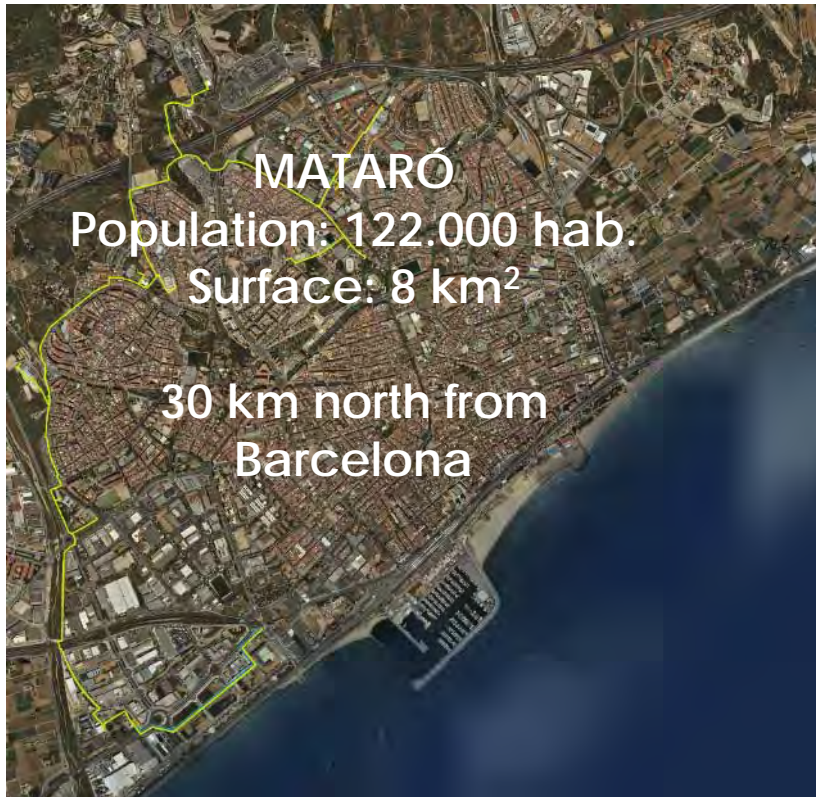 MATARÓ
Population: 122.000 hab.
Surface: 8 km²
30 km north from
Barcelona